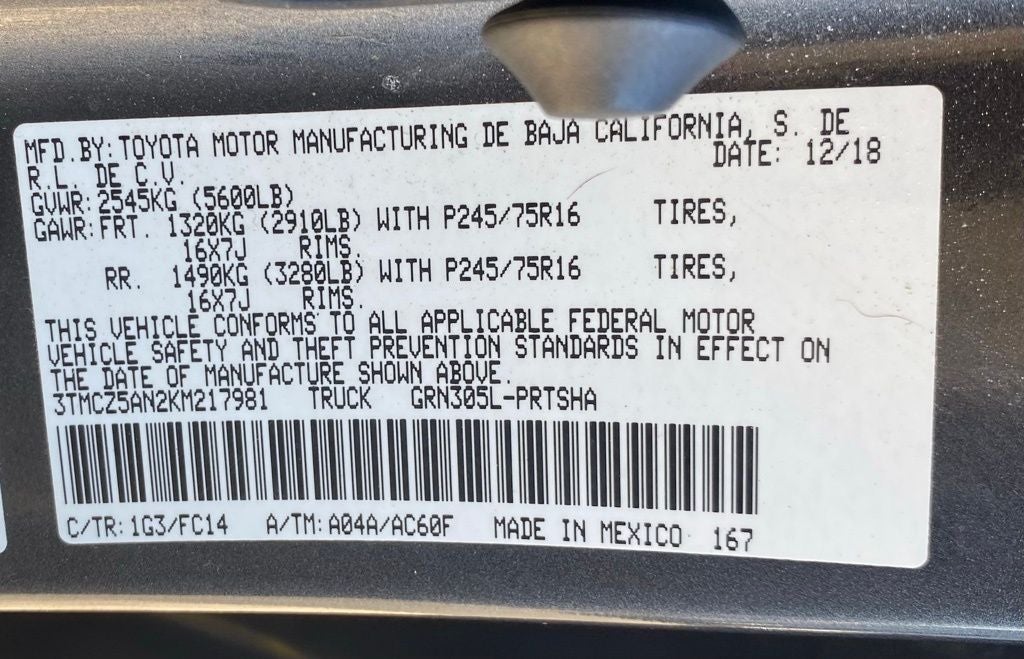 MFD.BY:TOYOTA MOTOR MANUFACTURING DE BAJA CALIFORNIA, S. DE
R.L. DE C.V. DATE: 12/18
GVWR:2545KG (5600LB)
GAWR:FRT. 1320KG (2910LB) WITH P245/75R16 TIRES,
16X7J RIMS.
RR. 1490KG (3280LB) WITH P245/75R16 TIRES,
16X7J RIMS.
THIS VEHICLE CONFORMS TO ALL APPLICABLE FEDERAL MOTOR
VEHICLE SAFETY AND THEFT PREVENTION STANDARDS IN EFFECT ON
THE DATE OF MANUFACTURE SHOWN ABOVE.
3TMCZ5AN2KM217981 TRUCK GRN305L-PRTSHA
C/TR:1G3/FC14 A/TM:A04A/AC60F MADE IN MEXICO 167